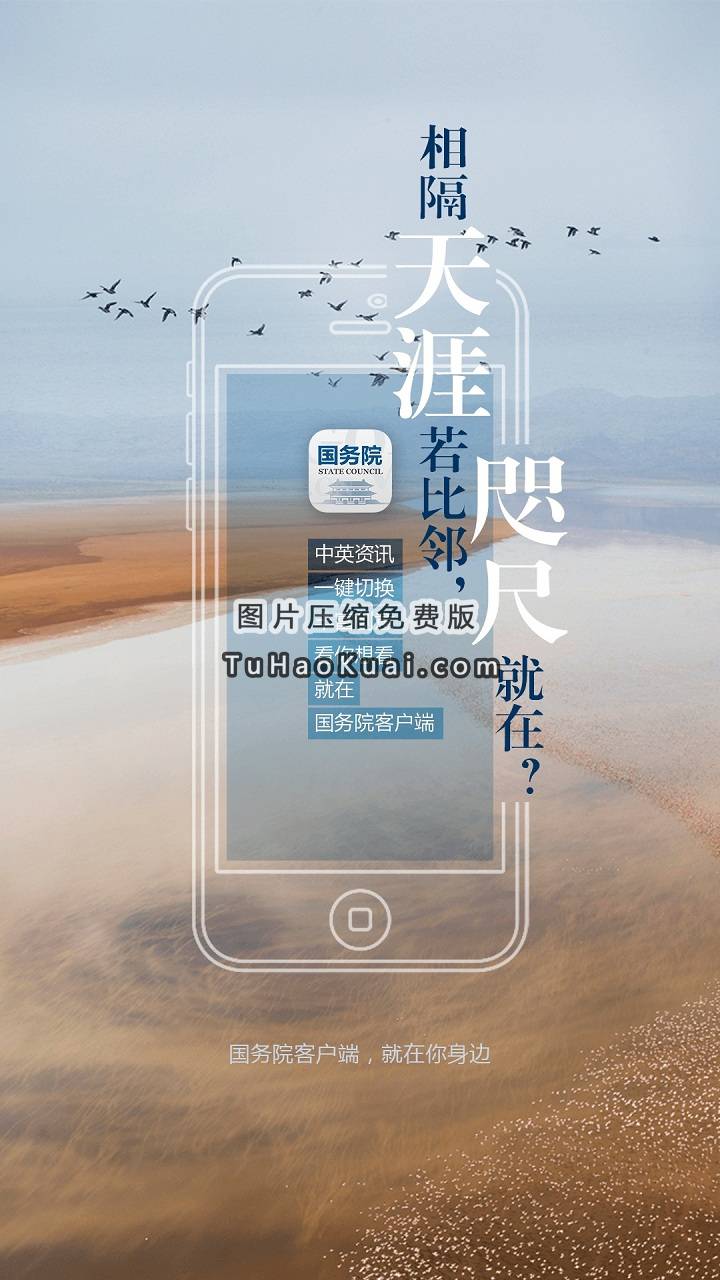 相隔
天涯
若比邻，
咫尺
就在？
国务院
STATE COUNCIL
中英资讯
一键切换
图片压缩免费版
看你想看
TuHaoKuai.com
就在
国务院客户端
国务院客户端，就在你身边